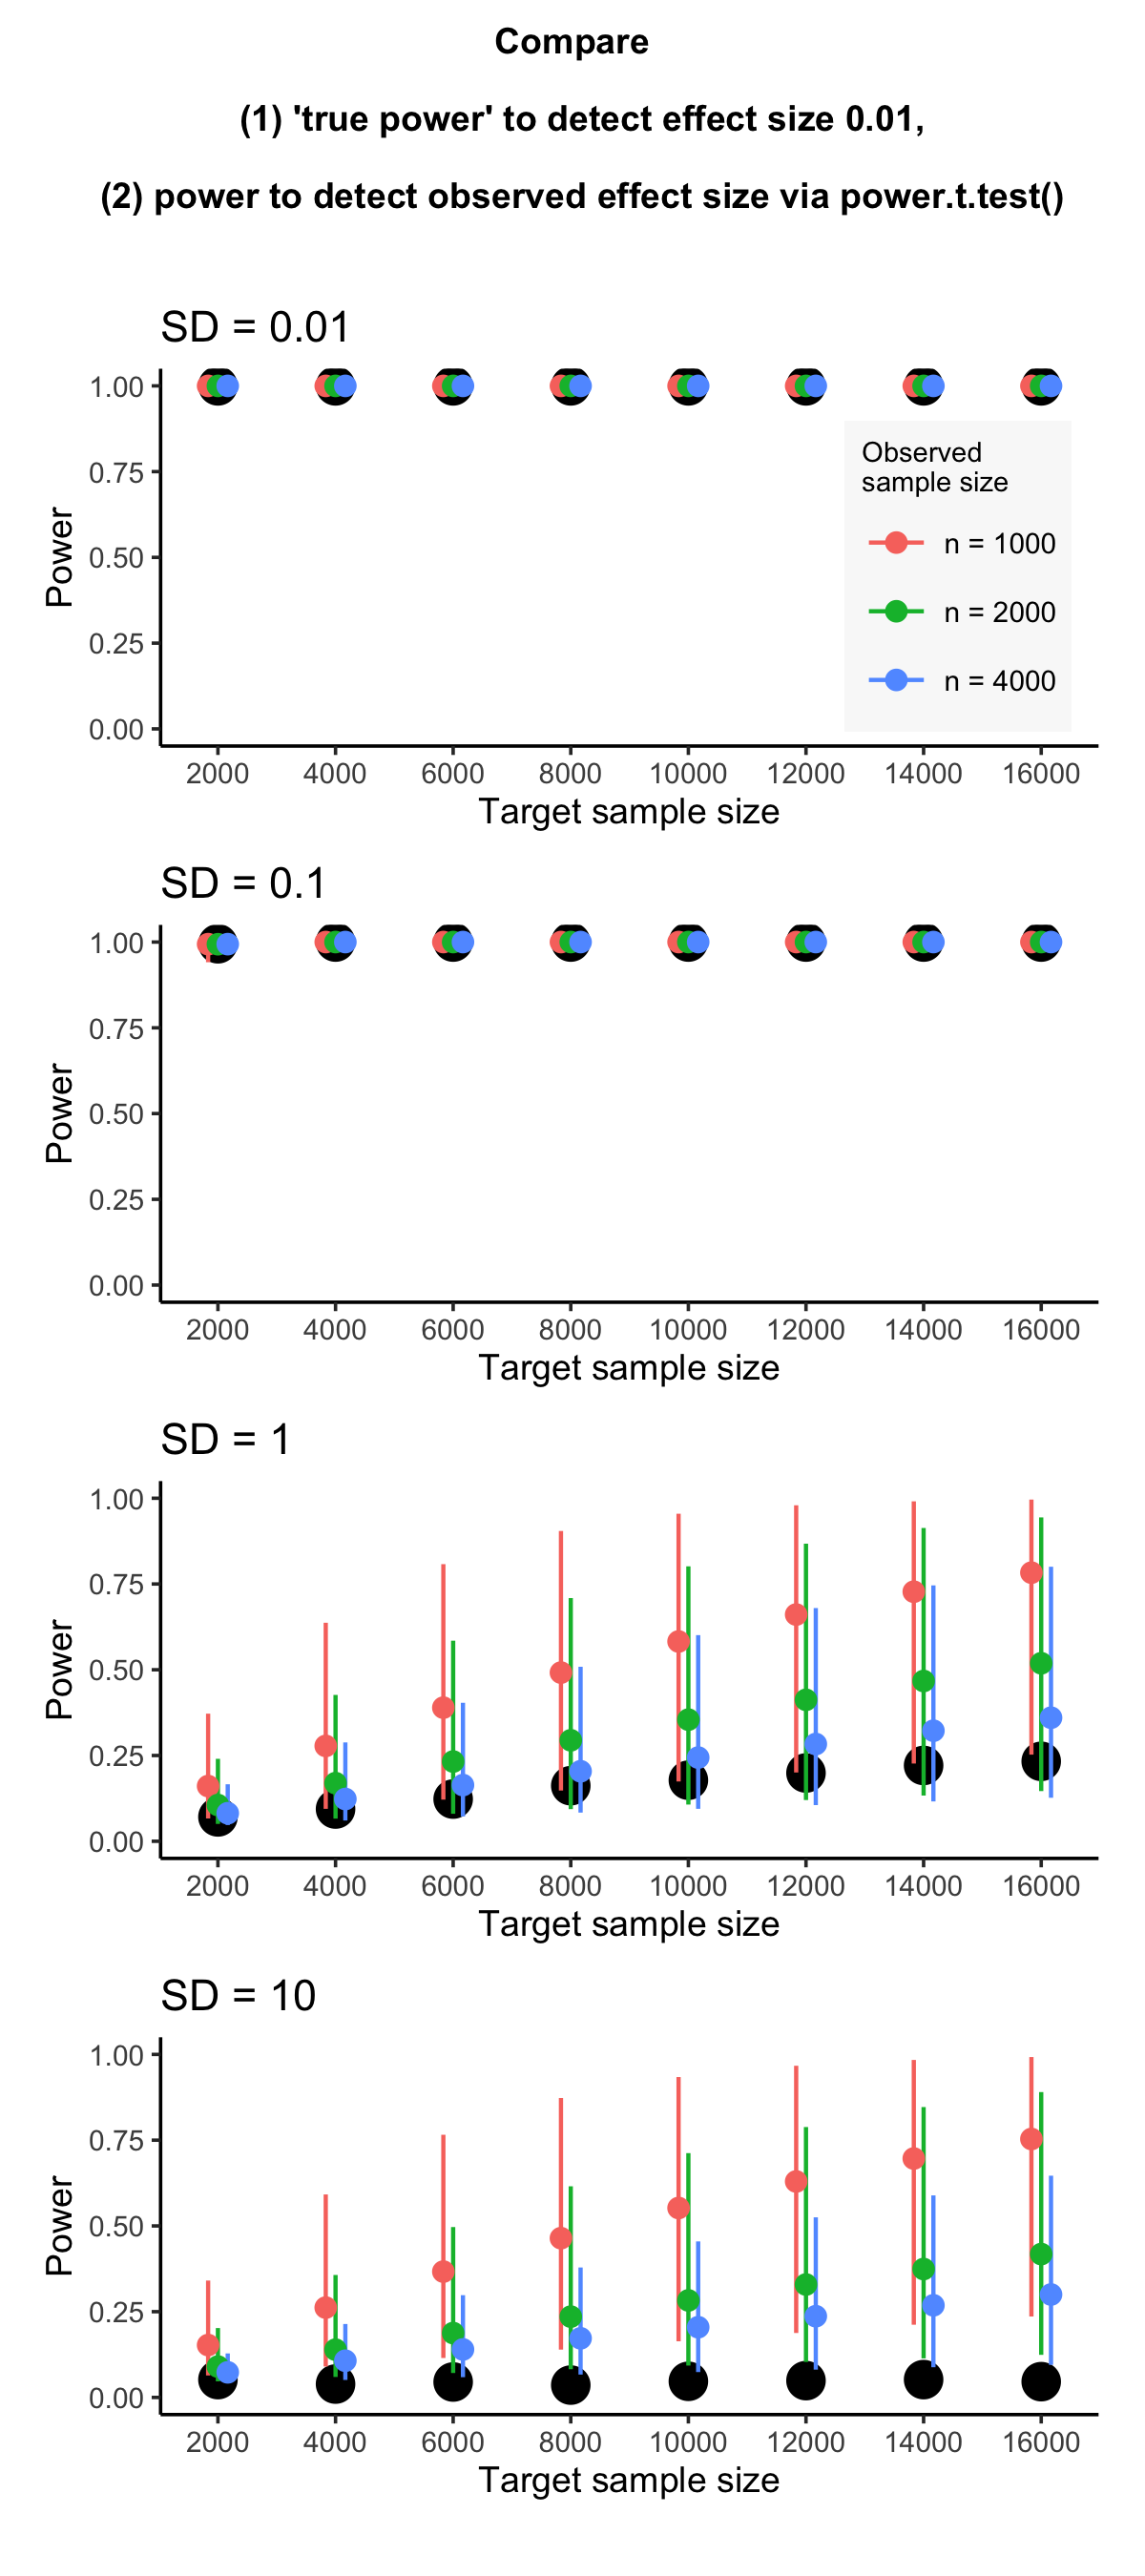 Compare
(1) 'true power' to detect effect size 0.01,
(2) power to detect observed effect size via power.t.test()
SD = 0.01
Power
1.00
0.75
0.50
0.25
0.00
Observed
sample size
n = 1000
n = 2000
n = 4000
2000 4000 6000 8000 10000 12000 14000 16000
Target sample size
SD = 0.1
Power
1.00
0.75
0.50
0.25
0.00
2000 4000 6000 8000 10000 12000 14000 16000
Target sample size
SD = 1
Power
1.00
0.75
0.50
0.25
0.00
2000 4000 6000 8000 10000 12000 14000 16000
Target sample size
SD = 10
Power
1.00
0.75
0.50
0.25
0.00
2000 4000 6000 8000 10000 12000 14000 16000
Target sample size